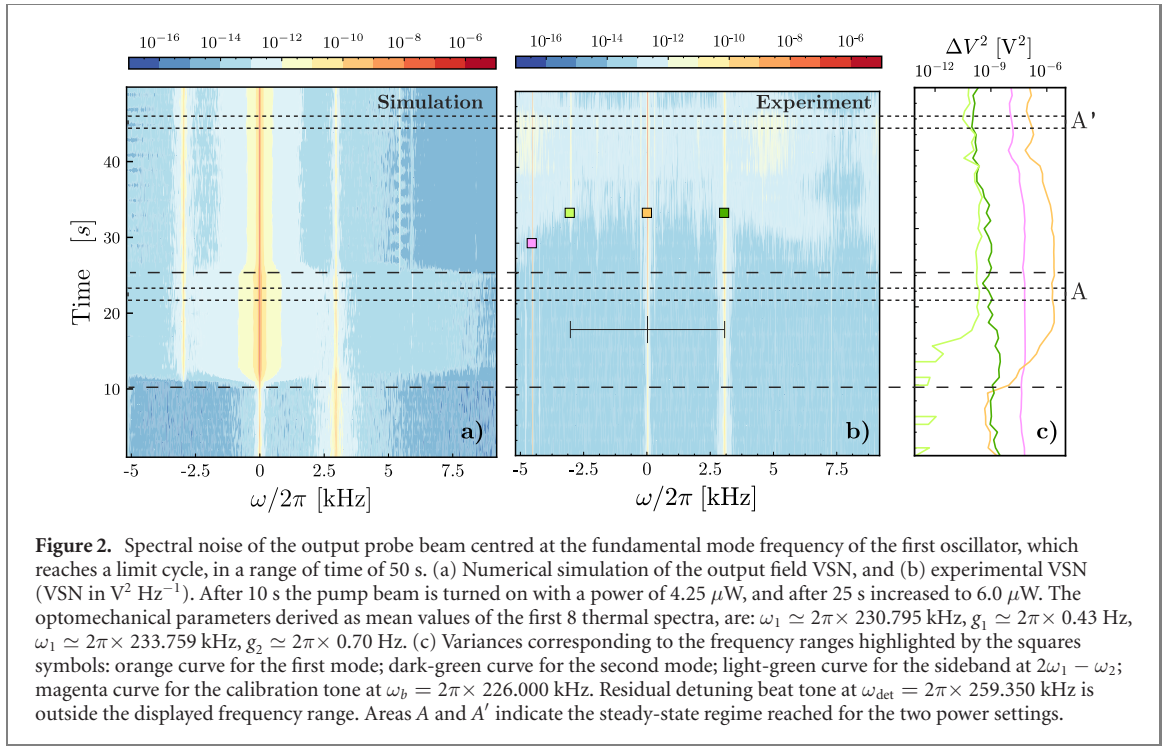 10⁻¹⁶ 10⁻¹⁴ 10⁻¹² 10⁻¹⁰ 10⁻⁸ 10⁻⁶
10⁻¹⁶ 10⁻¹⁴ 10⁻¹² 10⁻¹⁰ 10⁻⁸ 10⁻⁶
ΔV² [V²]
10⁻¹² 10⁻⁹ 10⁻⁶
Simulation
Experiment
A'
A
Time [s]
40
30
20
10
a)
b)
c)
-5.2 -2.5 0 2.5 5.0 7.5
-5 -2.5 0 2.5 5.0 7.5
ω/2π [kHz]
ω/2π [kHz]
Figure 2. Spectral noise of the output probe beam centred at the fundamental mode frequency of the first oscillator, which
reaches a limit cycle, in a range of time of 50 s. (a) Numerical simulation of the output field VSN, and (b) experimental VSN
(VSN in V² Hz⁻¹). After 10 s the pump beam is turned on with a power of 4.25 μW, and after 25 s increased to 6.0 μW. The
optomechanical parameters derived as mean values of the first 8 thermal spectra, are: ω₁ ≃ 2π× 230.795 kHz, g₁ ≃ 2π× 0.43 Hz,
ω₁ ≃ 2π× 233.759 kHz, g₂ ≃ 2π× 0.70 Hz. (c) Variances corresponding to the frequency ranges highlighted by the squares
symbols: orange curve for the first mode; dark-green curve for the second mode; light-green curve for the sideband at 2ω₁ − ω₂;
magenta curve for the calibration tone at ω_b = 2π× 226.000 kHz. Residual detuning beat tone at ω_det = 2π× 259.350 kHz is
outside the displayed frequency range. Areas A and A′ indicate the steady-state regime reached for the two power settings.